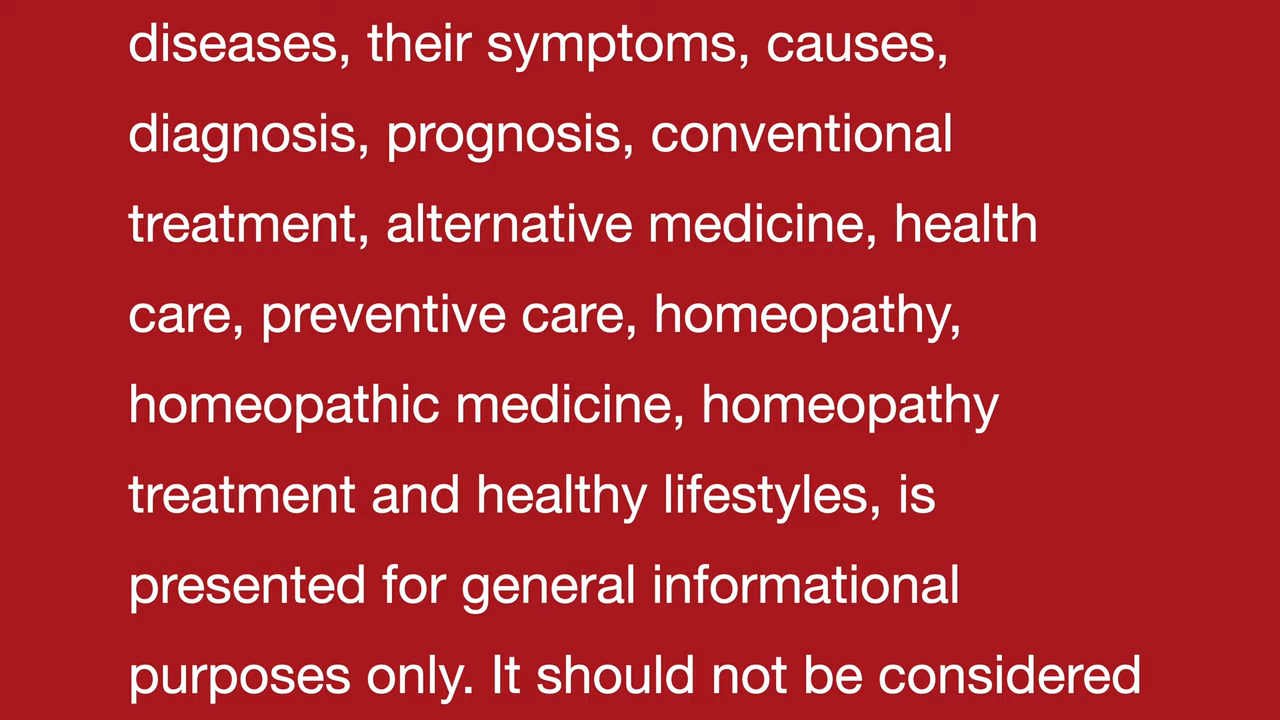 diseases, their symptoms, causes,
diagnosis, prognosis, conventional
treatment, alternative medicine, health
care, preventive care, homeopathy,
homeopathic medicine, homeopathy
treatment and healthy lifestyles, is
presented for general informational
purposes only. It should not be considered